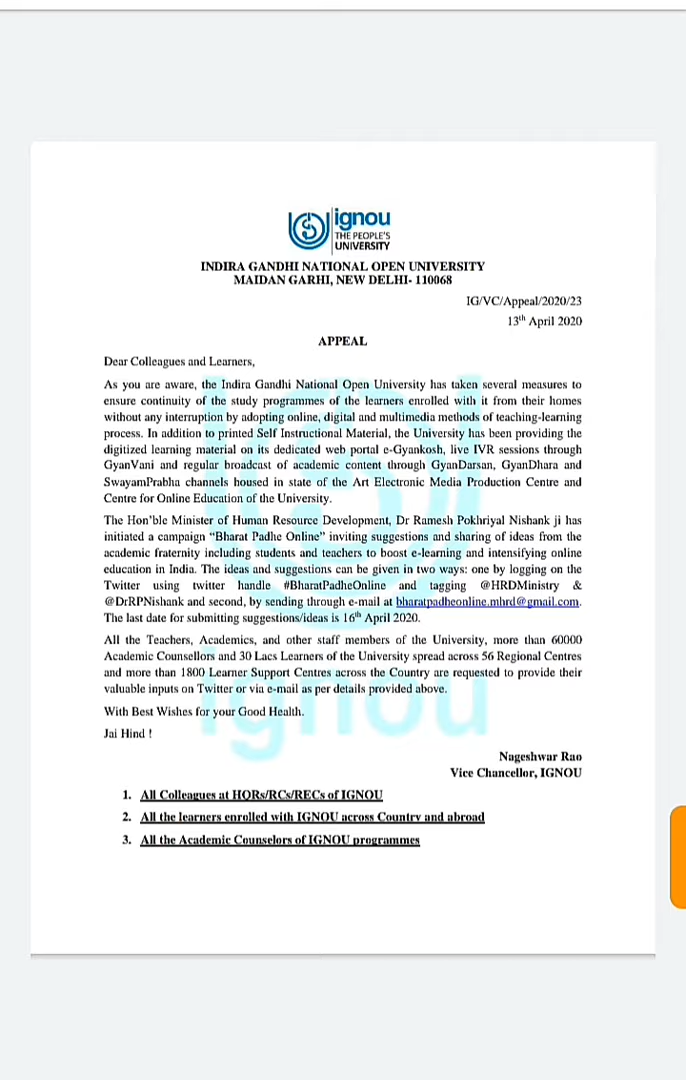 ignou
THE PEOPLE'S
UNIVERSITY
INDIRA GANDHI NATIONAL OPEN UNIVERSITY
MAIDAN GARHI, NEW DELHI- 110068
IG/VC/Appeal/2020/23
13th April 2020
APPEAL
Dear Colleagues and Learners,
As you are aware, the Indira Gandhi National Open University has taken several measures to
ensure continuity of the study programmes of the learners enrolled with it from their homes
without any interruption by adopting online, digital and multimedia methods of teaching-learning
process. In addition to printed Self Instructional Material, the University has been providing the
digitized learning material on its dedicated web portal e-Gyankosh, live IVR sessions through
GyanVani and regular broadcast of academic content through GyanDarsan, GyanDhara and
SwayamPrabha channels housed in state of the Art Electronic Media Production Centre and
Centre for Online Education of the University.
The Hon'ble Minister of Human Resource Development, Dr Ramesh Pokhriyal Nishank ji has
initiated a campaign "Bharat Padhe Online" inviting suggestions and sharing of ideas from the
academic fraternity including students and teachers to boost e-learning and intensifying online
education in India. The ideas and suggestions can be given in two ways: one by logging on the
Twitter using twitter handle #BharatPadheOnline and tagging @HRDMinistry &
@DrRPNishank and second, by sending through e-mail at bharatpadheonline.mhrd@gmail.com.
The last date for submitting suggestions/ideas is 16th April 2020.
All the Teachers, Academics, and other staff members of the University, more than 60000
Academic Counsellors and 30 Lacs Learners of the University spread across 56 Regional Centres
and more than 1800 Learner Support Centres across the Country are requested to provide their
valuable inputs on Twitter or via e-mail as per details provided above.
With Best Wishes for your Good Health.
Jai Hind !
Nageshwar Rao
Vice Chancellor, IGNOU
1. All Colleagues at HQRs/RCs/RECs of IGNOU
2. All the learners enrolled with IGNOU across Country and abroad
3. All the Academic Counselors of IGNOU programmes
ignou